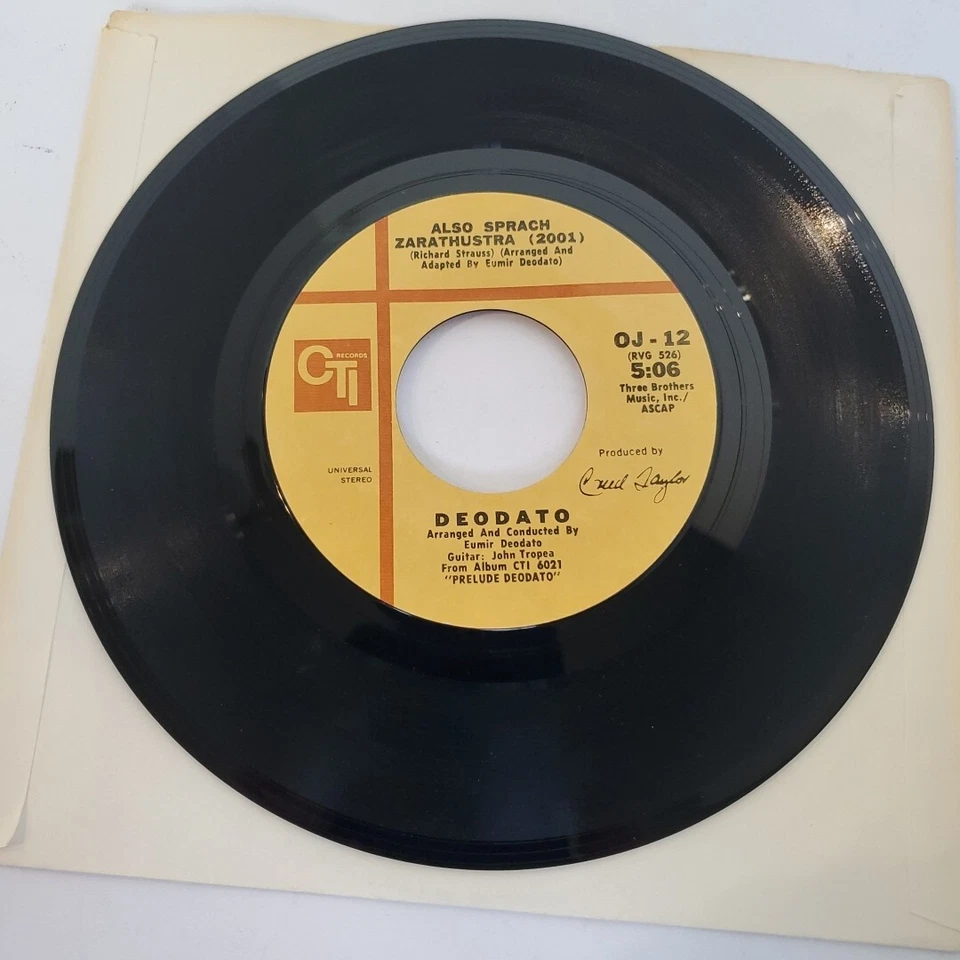 ALSO SPRACH
ZARATHUSTRA (2001)
(Richard Strauss) (Arranged And
Adapted By Eumir Deodato)
CTI RECORDS
UNIVERSAL
STEREO
OJ - 12
(RVG 526)
5:06
Three Brothers
Music, Inc./
ASCAP
Produced by
Creed Taylor
DEODATO
Arranged And Conducted By
Eumir Deodato
Guitar: John Tropea
From Album CTI 6021
"PRELUDE DEODATO"